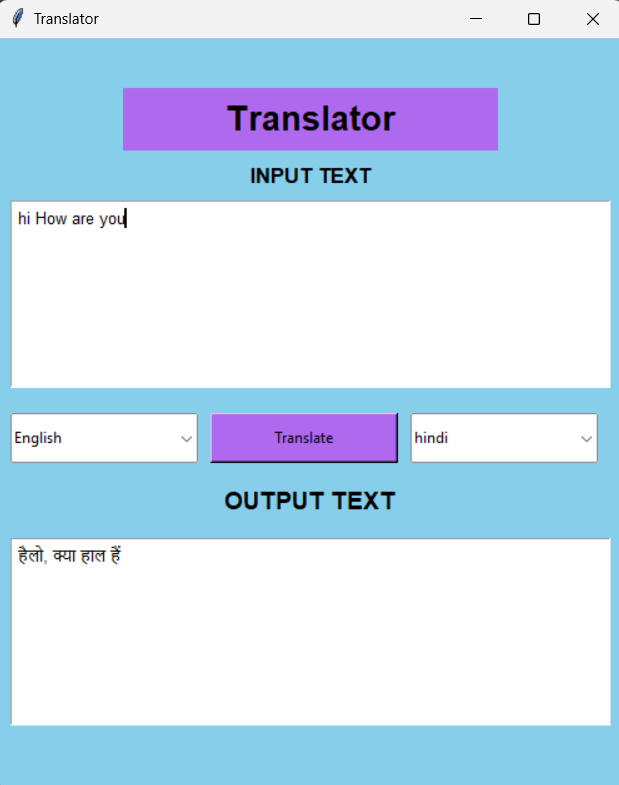 Translator
Translator
INPUT TEXT
hi How are you
English
Translate
hindi
OUTPUT TEXT
हैलो, क्या हाल हैं